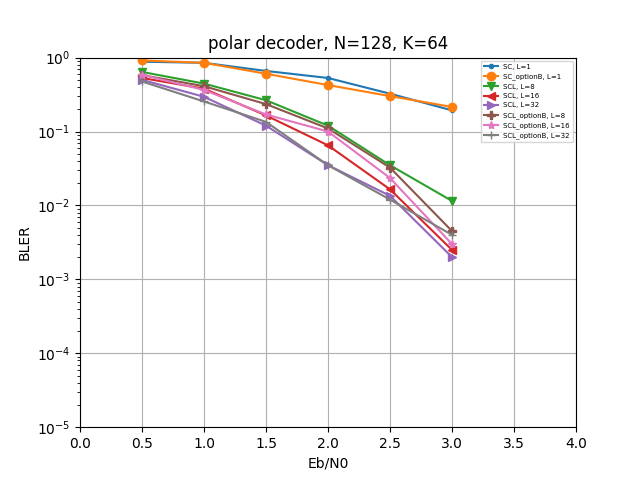 polar decoder, N=128, K=64
10^0
10^-1
10^-2
10^-3
10^-4
10^-5
BLER
SC, L=1
SC_optionB, L=1
SCL, L=8
SCL, L=16
SCL, L=32
SCL_optionB, L=8
SCL_optionB, L=16
SCL_optionB, L=32
0.0 0.5 1.0 1.5 2.0 2.5 3.0 3.5 4.0
Eb/N0